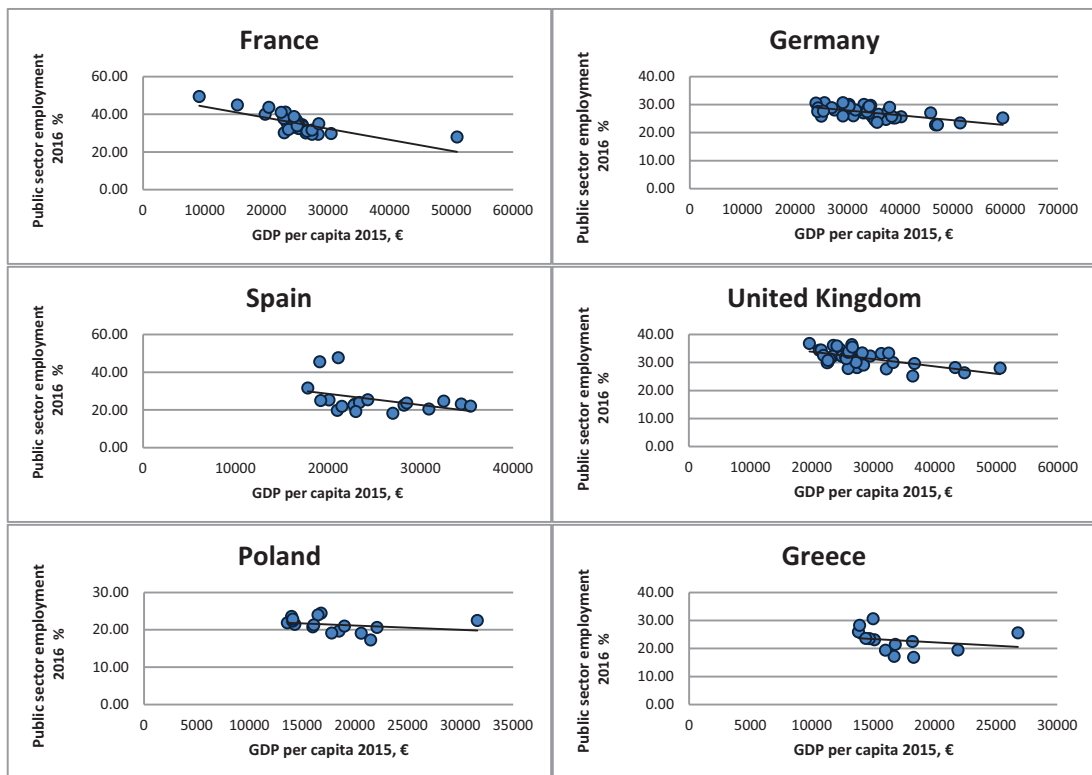 France
Public sector employment
2016 %
60.00
40.00
20.00
0.00
0 10000 20000 30000 40000 50000 60000
GDP per capita 2015, €
Germany
Public sector employment
2016 %
40.00
30.00
20.00
10.00
0.00
0 10000 20000 30000 40000 50000 60000 70000
GDP per capita 2015, €
Spain
Public sector employment
2016 %
60.00
40.00
20.00
0.00
0 10000 20000 30000 40000
GDP per capita 2015, €
United Kingdom
Public sector employment
2016 %
40.00
30.00
20.00
10.00
0.00
0 10000 20000 30000 40000 50000 60000
GDP per capita 2015, €
Poland
Public sector employment
2016 %
30.00
20.00
10.00
0.00
0 5000 10000 15000 20000 25000 30000 35000
GDP per capita 2015, €
Greece
Public sector employment
2016 %
40.00
30.00
20.00
10.00
0.00
0 5000 10000 15000 20000 25000 30000
GDP per capita 2015, €